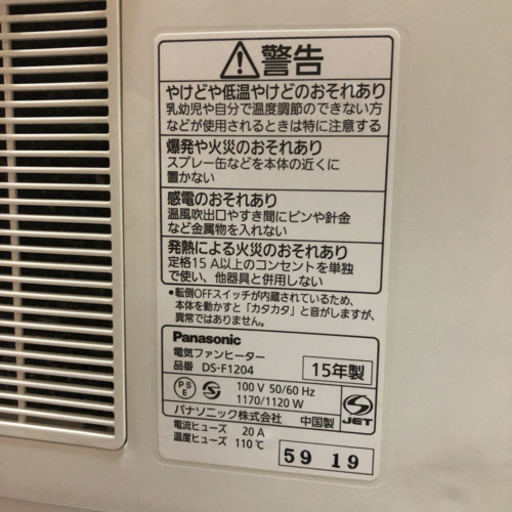 警告
やけどや低温やけどのおそれあり
乳幼児や自分で温度調節のできない方
などが使用されるときは特に注意する
爆発や火災のおそれあり
スプレー缶などを本体の近くに
置かない
感電のおそれあり
温風吹出口やすき間にピンや針金
など金属物を入れない
発熱による火災のおそれあり
定格15 A以上のコンセントを単独
で使い、他器具と併用しない
• 転倒OFFスイッチが内蔵されているため、
本体を動かすと「カタカタ」と音がしますが、
異常ではありません。
Panasonic
電気ファンヒーター
品番 DS-F1204
15年製
PSE
100 V 50/60 Hz
1170/1120 W
パナソニック株式会社 中国製
JET
電流ヒューズ 20 A
温度ヒューズ 110℃
59 19